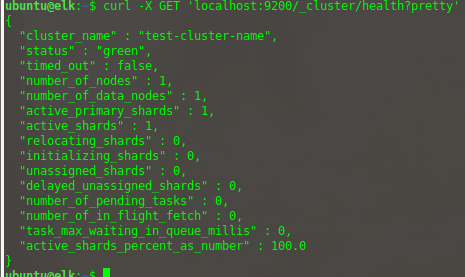 ubuntu@elk:~$ curl -X GET 'localhost:9200/_cluster/health?pretty'
{
  "cluster_name" : "test-cluster-name",
  "status" : "green",
  "timed_out" : false,
  "number_of_nodes" : 1,
  "number_of_data_nodes" : 1,
  "active_primary_shards" : 1,
  "active_shards" : 1,
  "relocating_shards" : 0,
  "initializing_shards" : 0,
  "unassigned_shards" : 0,
  "delayed_unassigned_shards" : 0,
  "number_of_pending_tasks" : 0,
  "number_of_in_flight_fetch" : 0,
  "task_max_waiting_in_queue_millis" : 0,
  "active_shards_percent_as_number" : 100.0
}
ubuntu@elk:~$